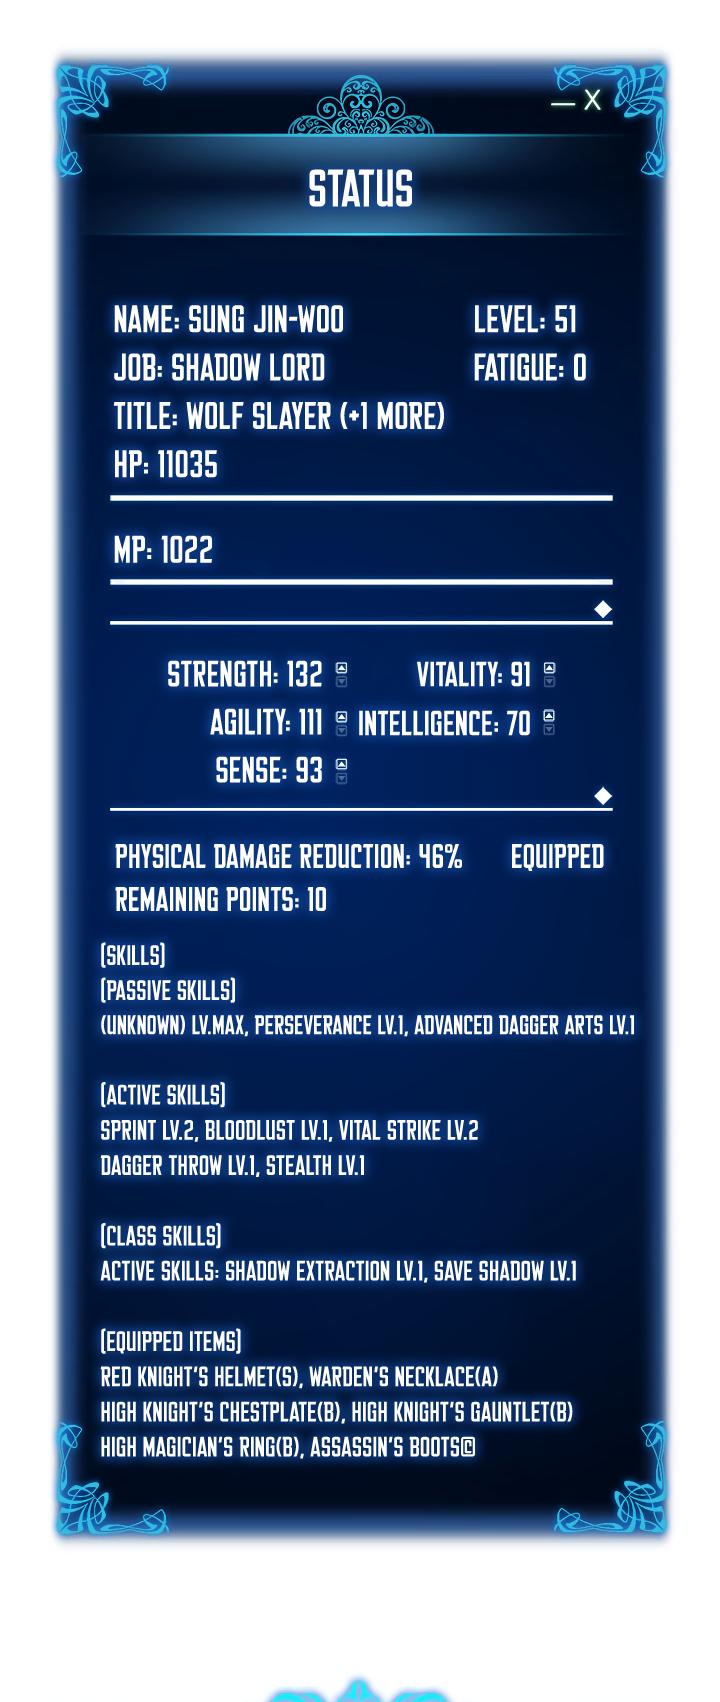 — X
STATUS
NAME: SUNG JIN-WOO LEVEL: 51
JOB: SHADOW LORD FATIGUE: 0
TITLE: WOLF SLAYER (+1 MORE)
HP: 11035
MP: 1022
STRENGTH: 132 VITALITY: 91
AGILITY: 111 INTELLIGENCE: 70
SENSE: 93
PHYSICAL DAMAGE REDUCTION: 46% EQUIPPED
REMAINING POINTS: 10
[SKILLS]
[PASSIVE SKILLS]
(UNKNOWN) LV.MAX, PERSEVERANCE LV.1, ADVANCED DAGGER ARTS LV.1
[ACTIVE SKILLS]
SPRINT LV.2, BLOODLUST LV.1, VITAL STRIKE LV.2
DAGGER THROW LV.1, STEALTH LV.1
[CLASS SKILLS]
ACTIVE SKILLS: SHADOW EXTRACTION LV.1, SAVE SHADOW LV.1
[EQUIPPED ITEMS]
RED KNIGHT'S HELMET(S), WARDEN'S NECKLACE(A)
HIGH KNIGHT'S CHESTPLATE(B), HIGH KNIGHT'S GAUNTLET(B)
HIGH MAGICIAN'S RING(B), ASSASSIN'S BOOTS©